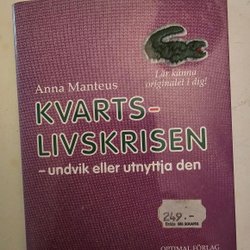 Lär känna
originalet i dig!
Anna Manteus
KVARTS-
LIVSKRISEN
– undvik eller utnyttja den
249.-
OPTIMAL FÖRLAG